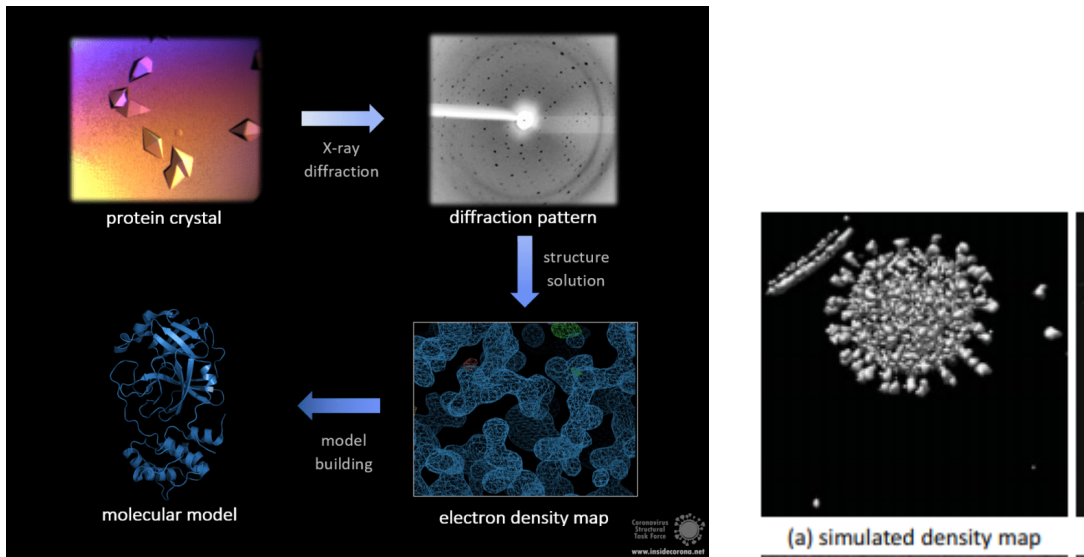 X-ray
diffraction
protein crystal
diffraction pattern
structure
solution
model
building
molecular model
electron density map
Coronavirus
Structural
Task Force
www.insidecorona.net
(a) simulated density map